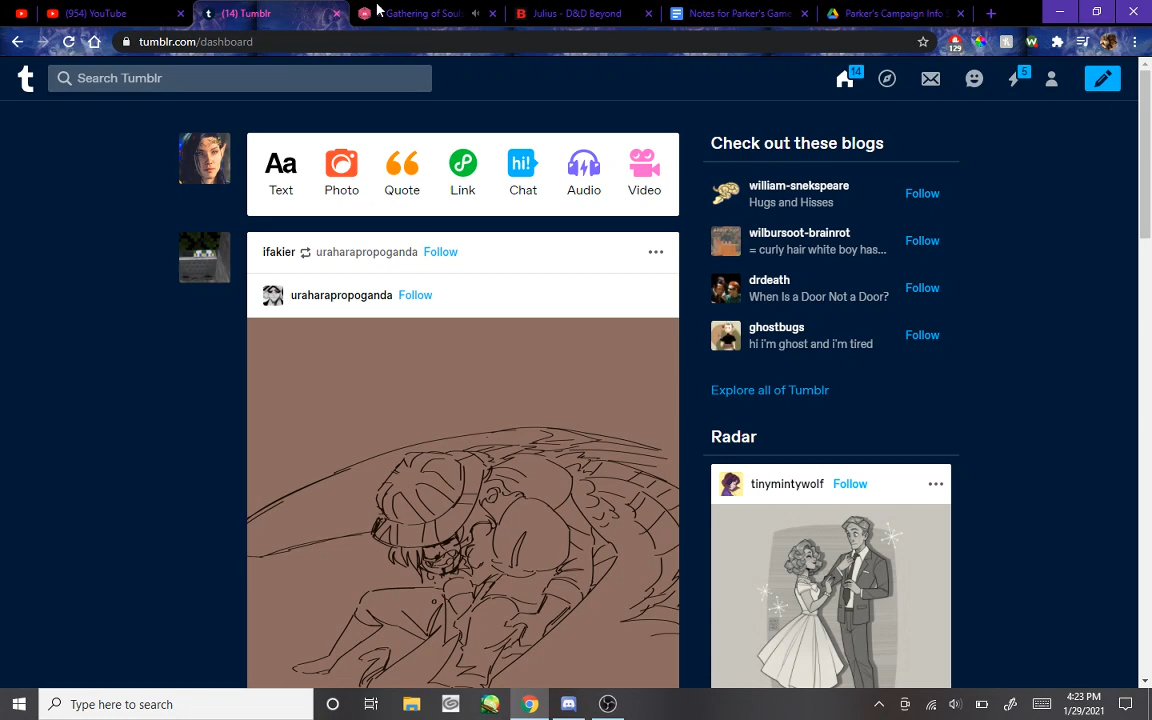 (954) YouTube
(14) Tumblr
Gathering of Soul
Julius - D&D Beyond
Notes for Parker's Game
Parker's Campaign Info
tumblr.com/dashboard
129
t
Search Tumblr
14
5
Aa
hi!
Text
Photo
Quote
Link
Chat
Audio
Video
ifakier
uraharapropoganda
Follow
uraharapropoganda
Follow
Check out these blogs
william-snekspeare
Hugs and Hisses
Follow
wilbursoot-brainrot
= curly hair white boy has...
Follow
drdeath
When Is a Door Not a Door?
Follow
ghostbugs
hi i'm ghost and i'm tired
Follow
Explore all of Tumblr
Radar
tinymintywolf
Follow
Type here to search
4:23 PM
1/29/2021